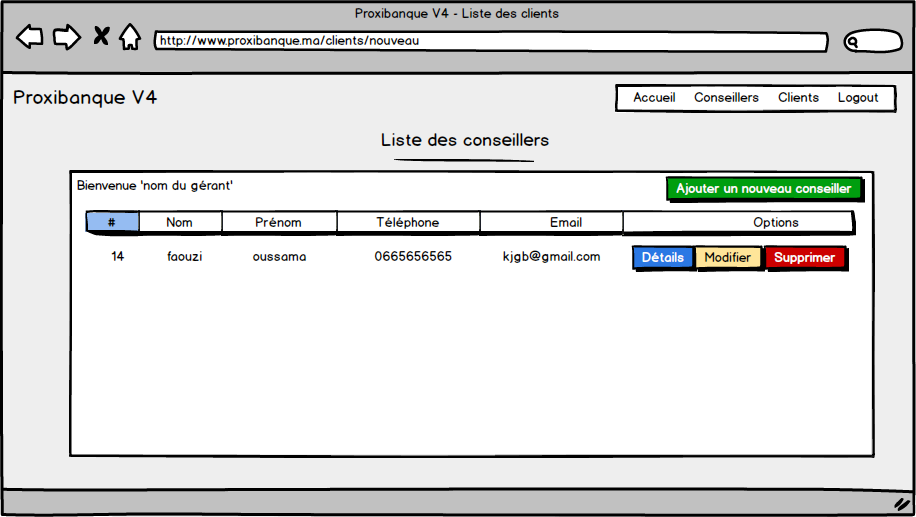 Proxibanque V4 - Liste des clients
http://www.proxibanque.ma/clients/nouveau
Proxibanque V4
Accueil Conseillers Clients Logout
Liste des conseillers
Bienvenue 'nom du gérant'
Ajouter un nouveau conseiller
# Nom Prénom Téléphone Email Options
14 faouzi oussama 0665656565 kjgb@gmail.com Détails Modifier Supprimer